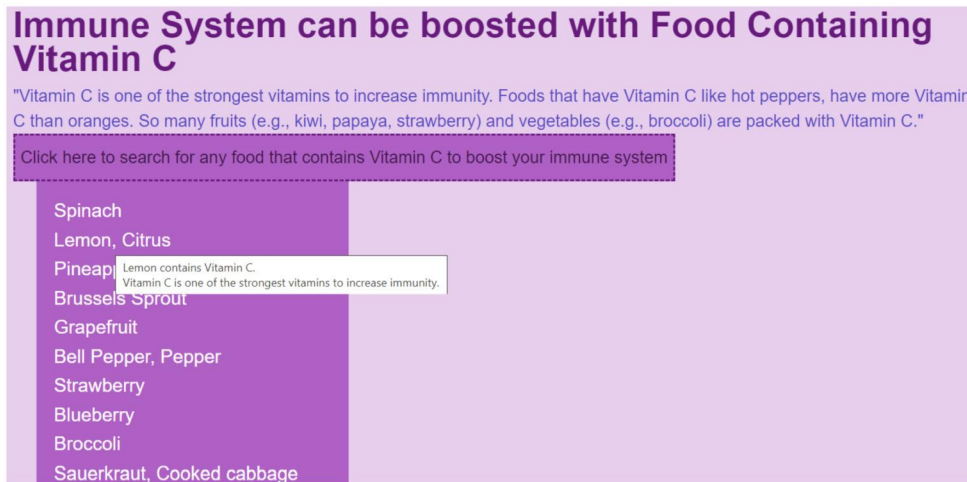 Immune System can be boosted with Food Containing
Vitamin C
"Vitamin C is one of the strongest vitamins to increase immunity. Foods that have Vitamin C like hot peppers, have more Vitamin
C than oranges. So many fruits (e.g., kiwi, papaya, strawberry) and vegetables (e.g., broccoli) are packed with Vitamin C."
Click here to search for any food that contains Vitamin C to boost your immune system
Spinach
Lemon, Citrus
Lemon contains Vitamin C.
Vitamin C is one of the strongest vitamins to increase immunity.
Brussels Sprout
Grapefruit
Bell Pepper, Pepper
Strawberry
Blueberry
Broccoli
Sauerkraut, Cooked cabbage